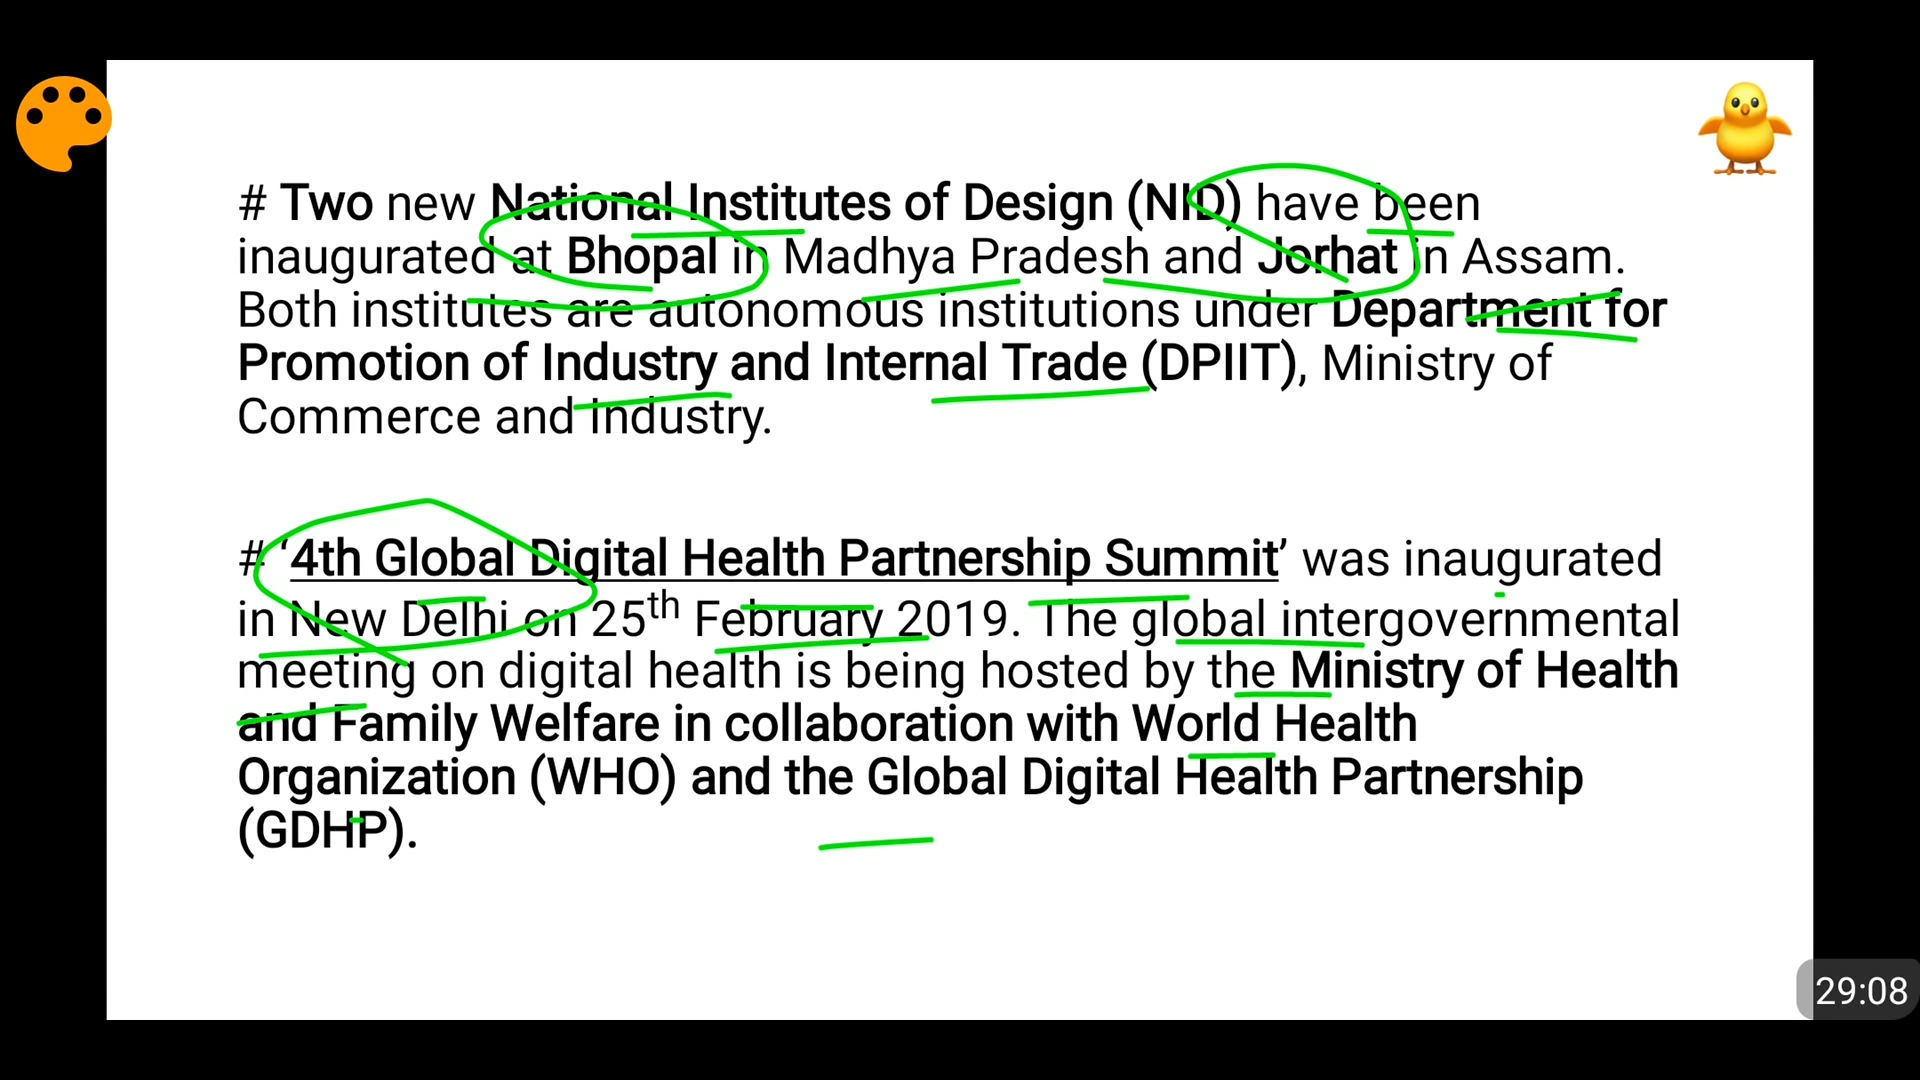 # Two new National Institutes of Design (NID) have been
inaugurated at Bhopal in Madhya Pradesh and Jorhat in Assam.
Both institutes are autonomous institutions under Department for
Promotion of Industry and Internal Trade (DPIIT), Ministry of
Commerce and Industry.
# ‘4th Global Digital Health Partnership Summit’ was inaugurated
in New Delhi on 25th February 2019. The global intergovernmental
meeting on digital health is being hosted by the Ministry of Health
and Family Welfare in collaboration with World Health
Organization (WHO) and the Global Digital Health Partnership
(GDHP).
29:08